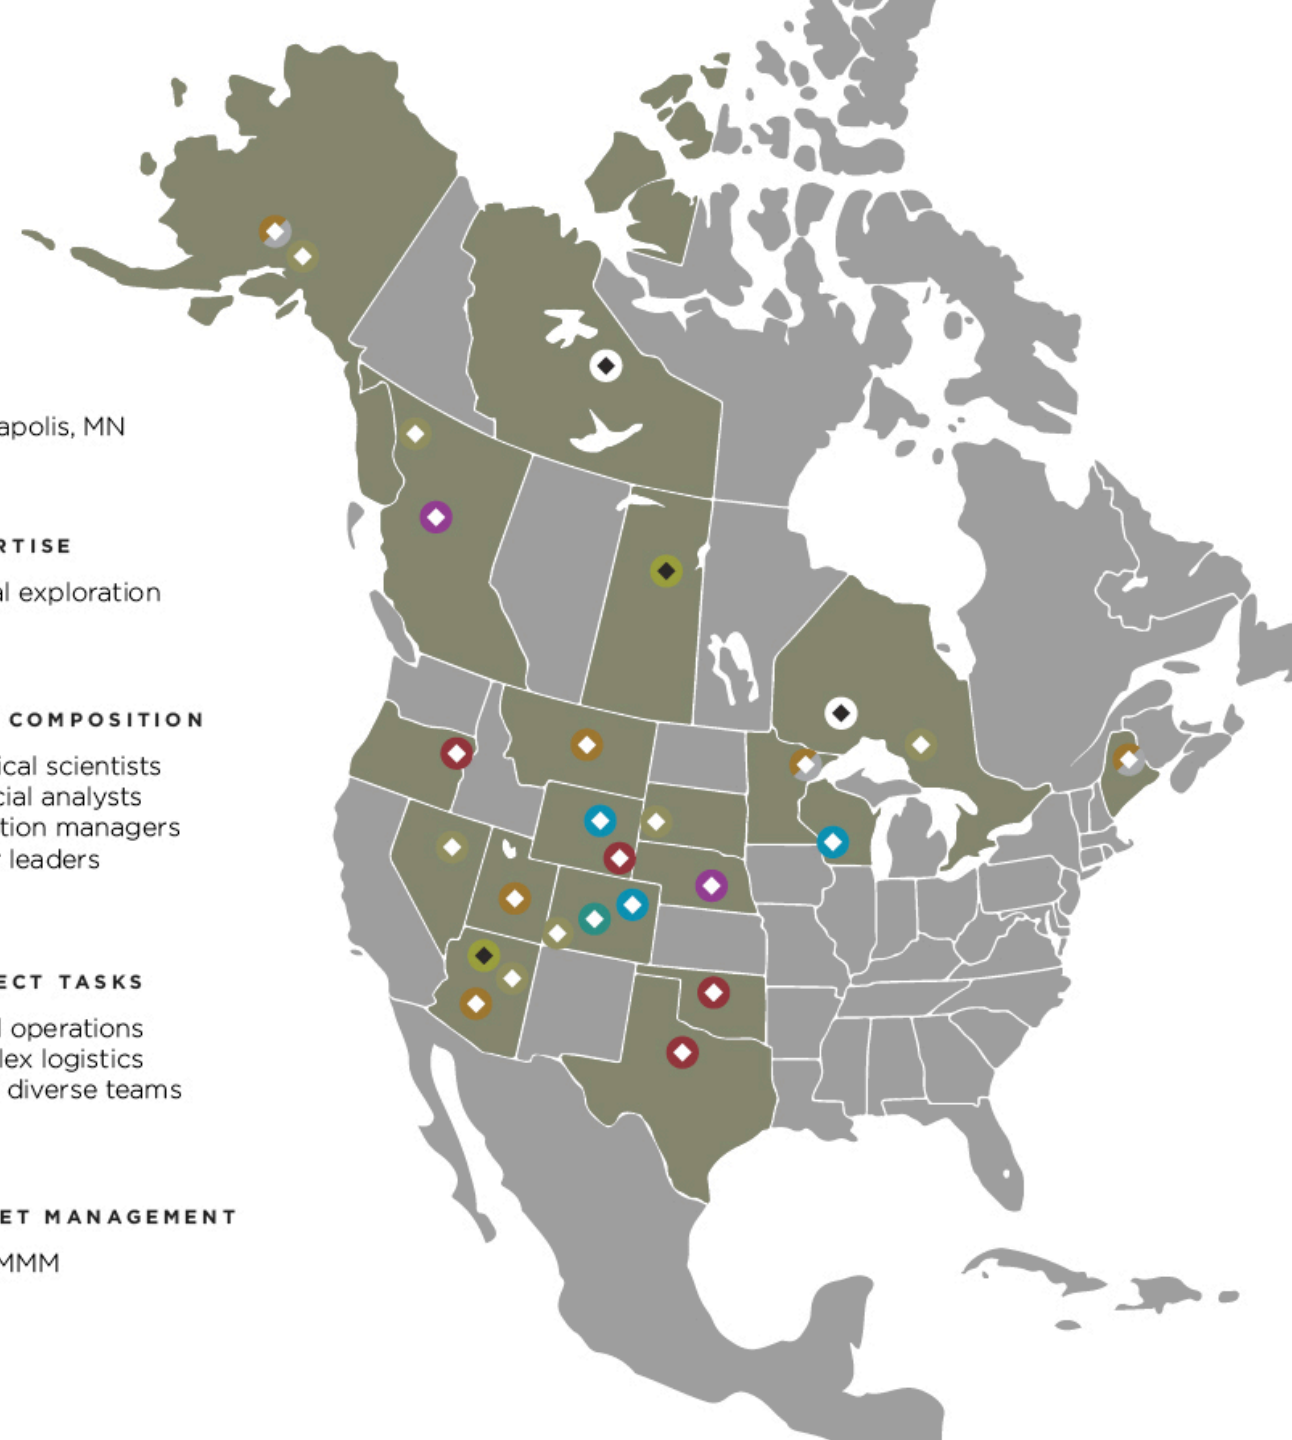 apolis, MN
RTISE
al exploration
COMPOSITION
ical scientists
cial analysts
tion managers
r leaders
ECT TASKS
l operations
lex logistics
diverse teams
ET MANAGEMENT
MMM